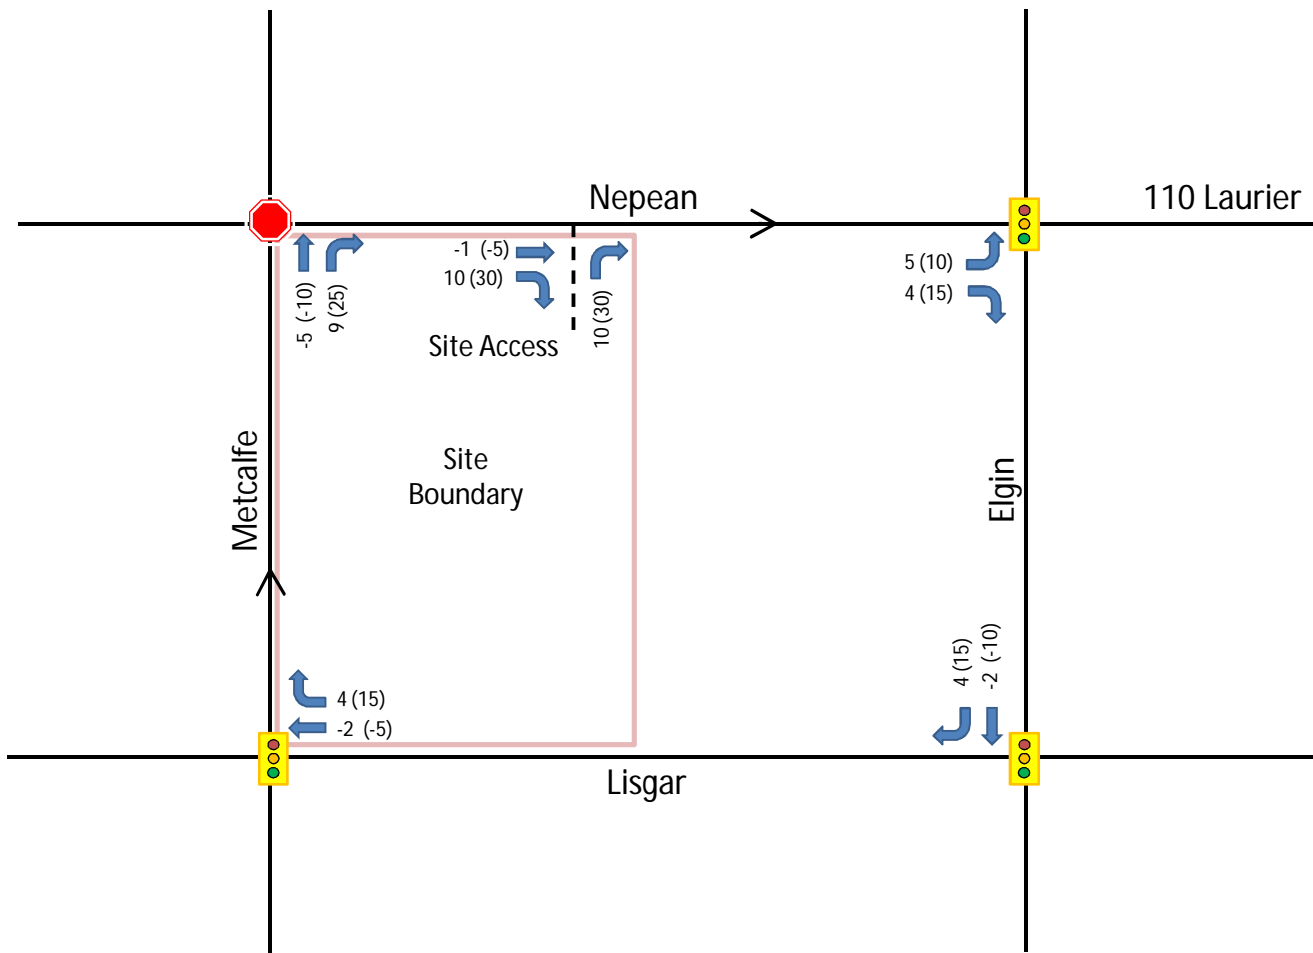 Nepean
110 Laurier
-1 (-5)
10 (30)
5 (10)
4 (15)
-5 (-10)
9 (25)
10 (30)
Site Access
Metcalfe
Site
Boundary
Elgin
4 (15)
-2 (-10)
4 (15)
-2 (-5)
Lisgar